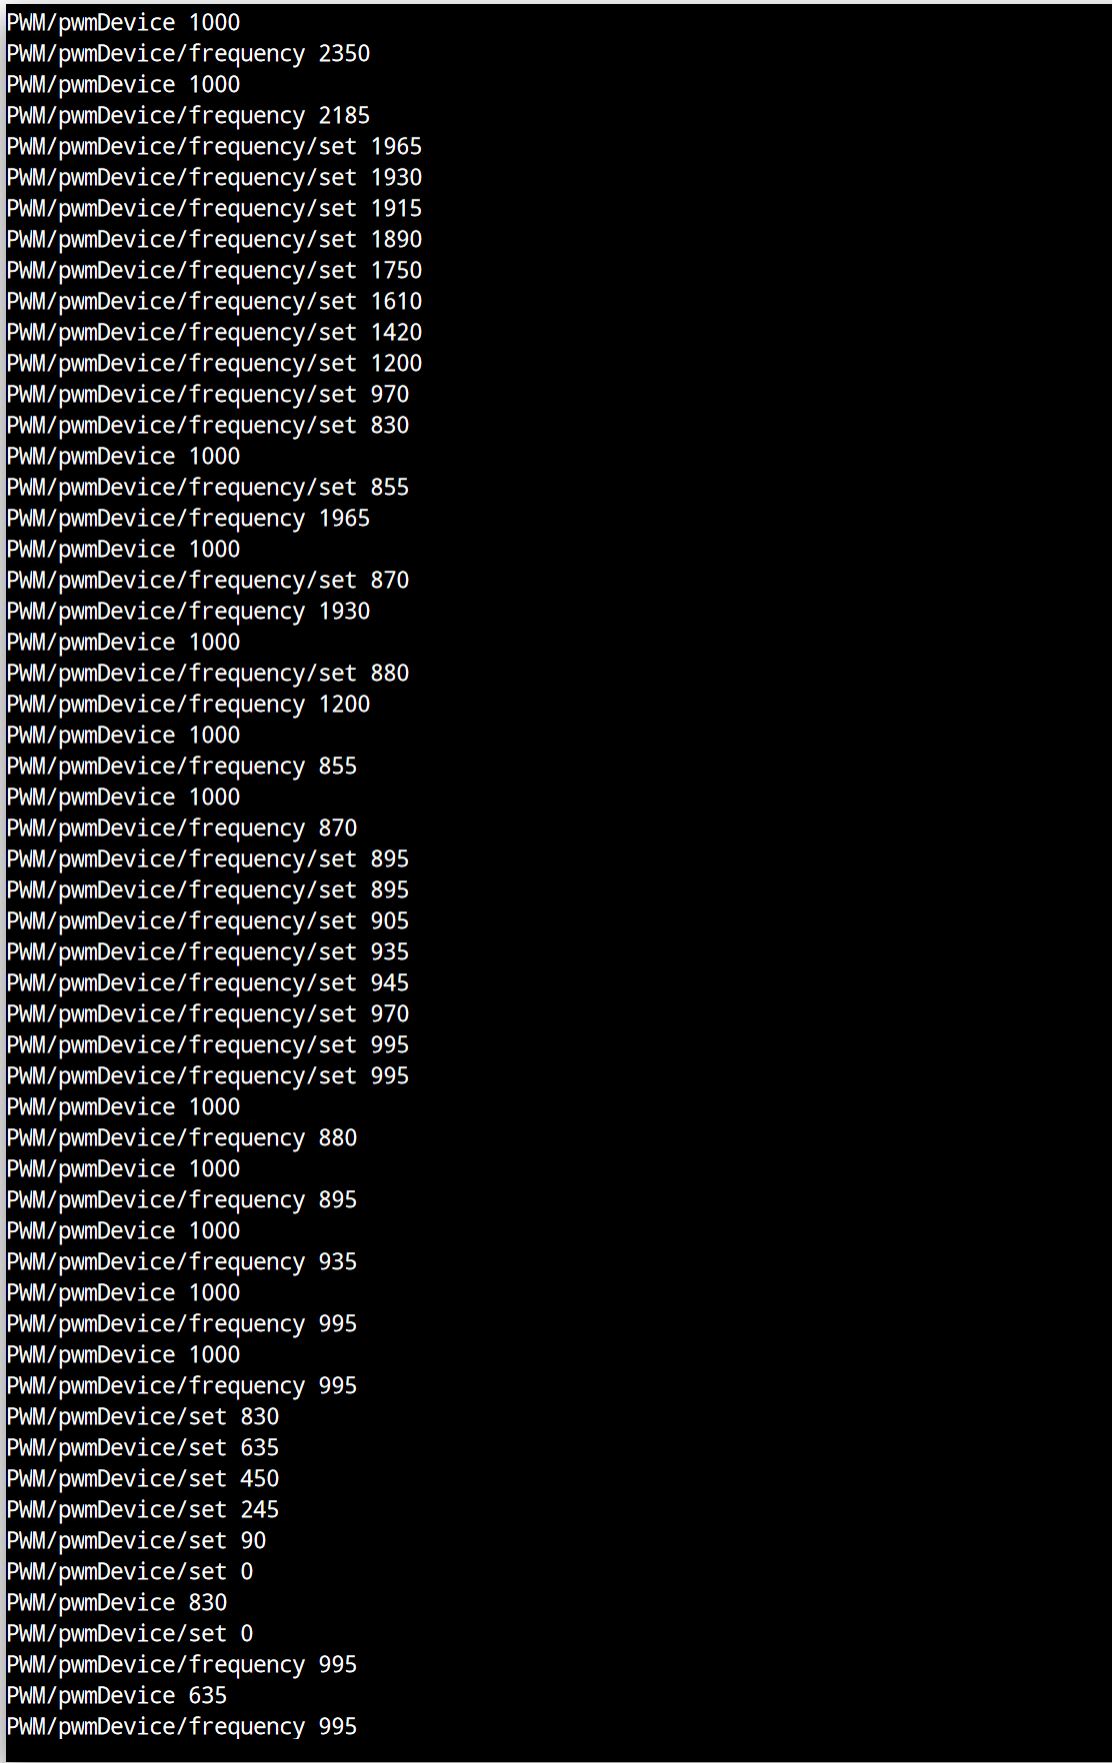 PWM/pwmDevice 1000
PWM/pwmDevice/frequency 2350
PWM/pwmDevice 1000
PWM/pwmDevice/frequency 2185
PWM/pwmDevice/frequency/set 1965
PWM/pwmDevice/frequency/set 1930
PWM/pwmDevice/frequency/set 1915
PWM/pwmDevice/frequency/set 1890
PWM/pwmDevice/frequency/set 1750
PWM/pwmDevice/frequency/set 1610
PWM/pwmDevice/frequency/set 1420
PWM/pwmDevice/frequency/set 1200
PWM/pwmDevice/frequency/set 970
PWM/pwmDevice/frequency/set 830
PWM/pwmDevice 1000
PWM/pwmDevice/frequency/set 855
PWM/pwmDevice/frequency 1965
PWM/pwmDevice 1000
PWM/pwmDevice/frequency/set 870
PWM/pwmDevice/frequency 1930
PWM/pwmDevice 1000
PWM/pwmDevice/frequency/set 880
PWM/pwmDevice/frequency 1200
PWM/pwmDevice 1000
PWM/pwmDevice/frequency 855
PWM/pwmDevice 1000
PWM/pwmDevice/frequency 870
PWM/pwmDevice/frequency/set 895
PWM/pwmDevice/frequency/set 895
PWM/pwmDevice/frequency/set 905
PWM/pwmDevice/frequency/set 935
PWM/pwmDevice/frequency/set 945
PWM/pwmDevice/frequency/set 970
PWM/pwmDevice/frequency/set 995
PWM/pwmDevice/frequency/set 995
PWM/pwmDevice 1000
PWM/pwmDevice/frequency 880
PWM/pwmDevice 1000
PWM/pwmDevice/frequency 895
PWM/pwmDevice 1000
PWM/pwmDevice/frequency 935
PWM/pwmDevice 1000
PWM/pwmDevice/frequency 995
PWM/pwmDevice 1000
PWM/pwmDevice/frequency 995
PWM/pwmDevice/set 830
PWM/pwmDevice/set 635
PWM/pwmDevice/set 450
PWM/pwmDevice/set 245
PWM/pwmDevice/set 90
PWM/pwmDevice/set 0
PWM/pwmDevice 830
PWM/pwmDevice/set 0
PWM/pwmDevice/frequency 995
PWM/pwmDevice 635
PWM/pwmDevice/frequency 995